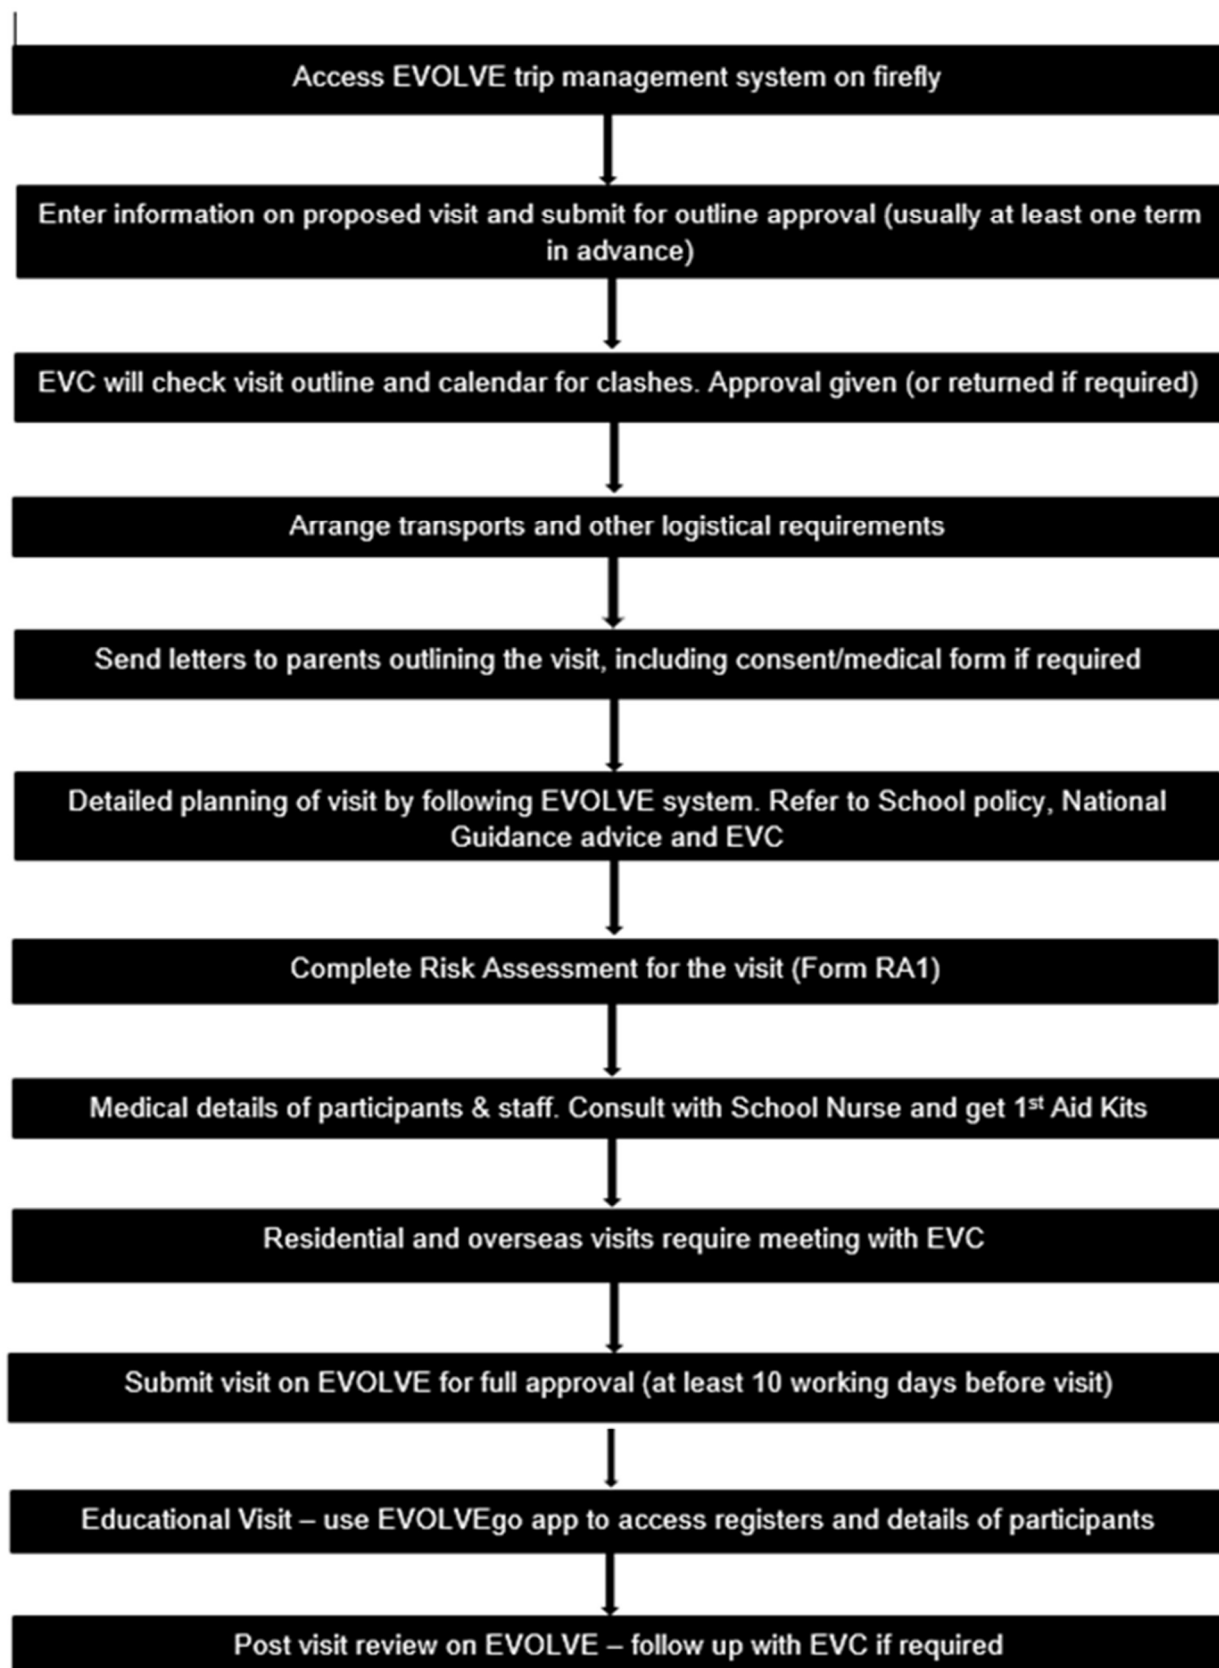 Access EVOLVE trip management system on firefly
Enter information on proposed visit and submit for outline approval (usually at least one term
in advance)
EVC will check visit outline and calendar for clashes. Approval given (or returned if required)
Arrange transports and other logistical requirements
Send letters to parents outlining the visit, including consent/medical form if required
Detailed planning of visit by following EVOLVE system. Refer to School policy, National
Guidance advice and EVC
Complete Risk Assessment for the visit (Form RA1)
Medical details of participants & staff. Consult with School Nurse and get 1st Aid Kits
Residential and overseas visits require meeting with EVC
Submit visit on EVOLVE for full approval (at least 10 working days before visit)
Educational Visit – use EVOLVEgo app to access registers and details of participants
Post visit review on EVOLVE – follow up with EVC if required